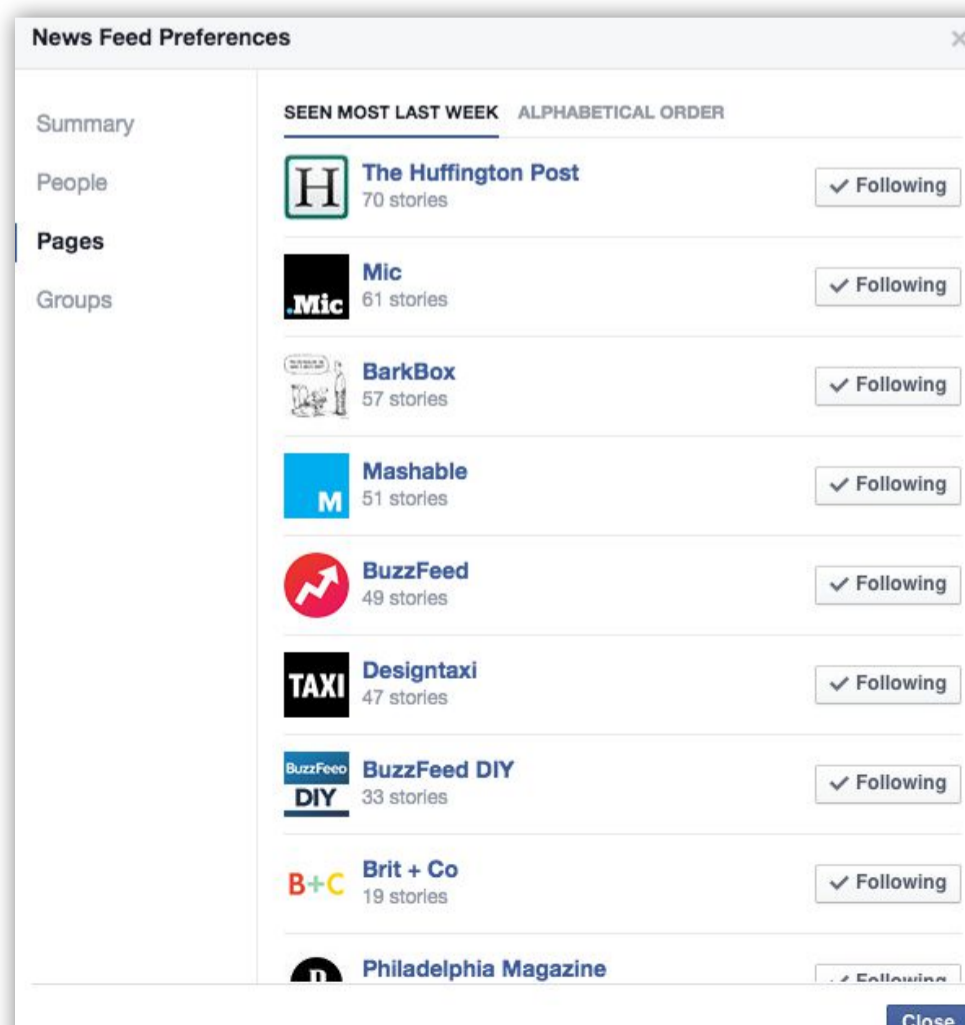 News Feed Preferences
Summary
People
Pages
Groups
SEEN MOST LAST WEEK ALPHABETICAL ORDER
H
The Huffington Post
70 stories
Following
.Mic
Mic
61 stories
Following
BarkBox
57 stories
Following
M
Mashable
51 stories
Following
BuzzFeed
49 stories
Following
TAXI
Designtaxi
47 stories
Following
BuzzFeed
DIY
BuzzFeed DIY
33 stories
Following
B+C
Brit + Co
19 stories
Following
Philadelphia Magazine
Following
Close